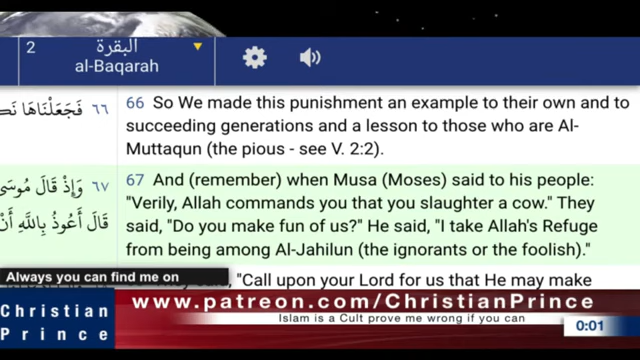 2
البقرة
al-Baqarah
٦٦
66 So We made this punishment an example to their own and to
succeeding generations and a lesson to those who are Al-
Muttaqun (the pious - see V. 2:2).
فَجَعَلْنَاهَا
٦٧
67 And (remember) when Musa (Moses) said to his people:
"Verily, Allah commands you that you slaughter a cow." They
said, "Do you make fun of us?" He said, "I take Allah's Refuge
from being among Al-Jahilun (the ignorants or the foolish)."
وَإِذْ قَالَ
قَالَ أَعُوذُ بِاللَّهِ أَنْ
"Call upon your Lord for us that He may make
Always you can find me on
Christian
Prince
www.patreon.com/ChristianPrince
Islam is a Cult prove me wrong if you can
0:01